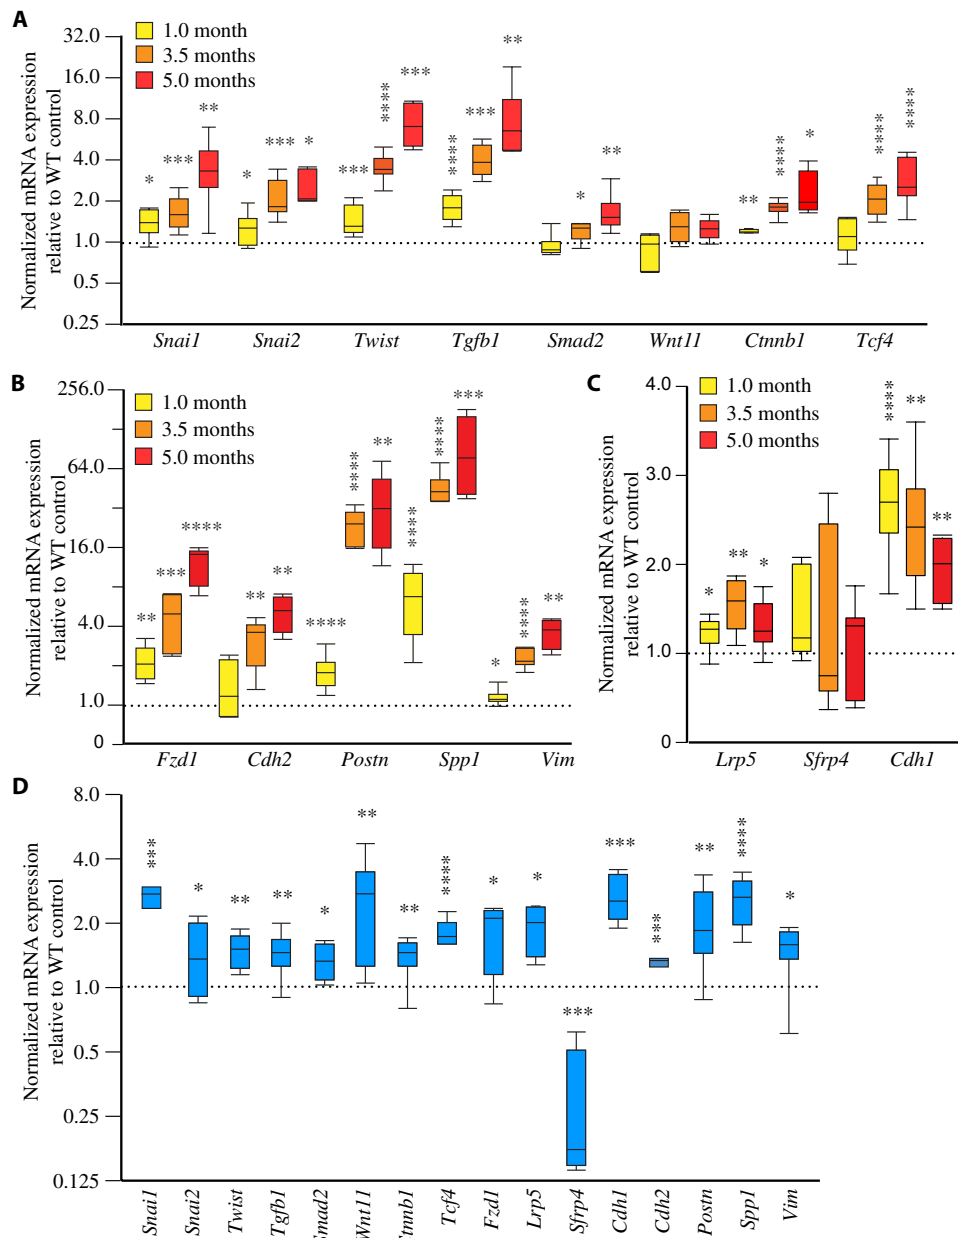 A
1.0 month
3.5 months
5.0 months
Normalized mRNA expression
relative to WT control
32.0
16.0
8.0
4.0
2.0
1.0
0.5
0.25
*
***
**
*
***
*
***
****
***
****
***
**
*
**
**
****
*
****
****
Snai1 Snai2 Twist Tgfb1 Smad2 Wnt11 Ctnnb1 Tcf4
B
1.0 month
3.5 months
5.0 months
Normalized mRNA expression
relative to WT control
256.0
64.0
16.0
4.0
1.0
0
**
***
****
**
**
****
****
**
****
****
***
*
****
**
Fzd1 Cdh2 Postn Spp1 Vim
C
1.0 month
3.5 months
5.0 months
Normalized mRNA expression
relative to WT control
4.0
3.0
2.0
1.0
0
*
**
*
****
**
**
Lrp5 Sfrp4 Cdh1
D
Normalized mRNA expression
relative to WT control
8.0
4.0
2.0
1.0
0.5
0.25
0.125
***
*
**
**
*
**
**
****
*
*
***
***
***
**
****
*
Snai1
Snai2
Twist
Tgfb1
Smad2
Wnt11
Ctnnb1
Tcf4
Fzd1
Lrp5
Sfrp4
Cdh1
Cdh2
Postn
Spp1
Vim